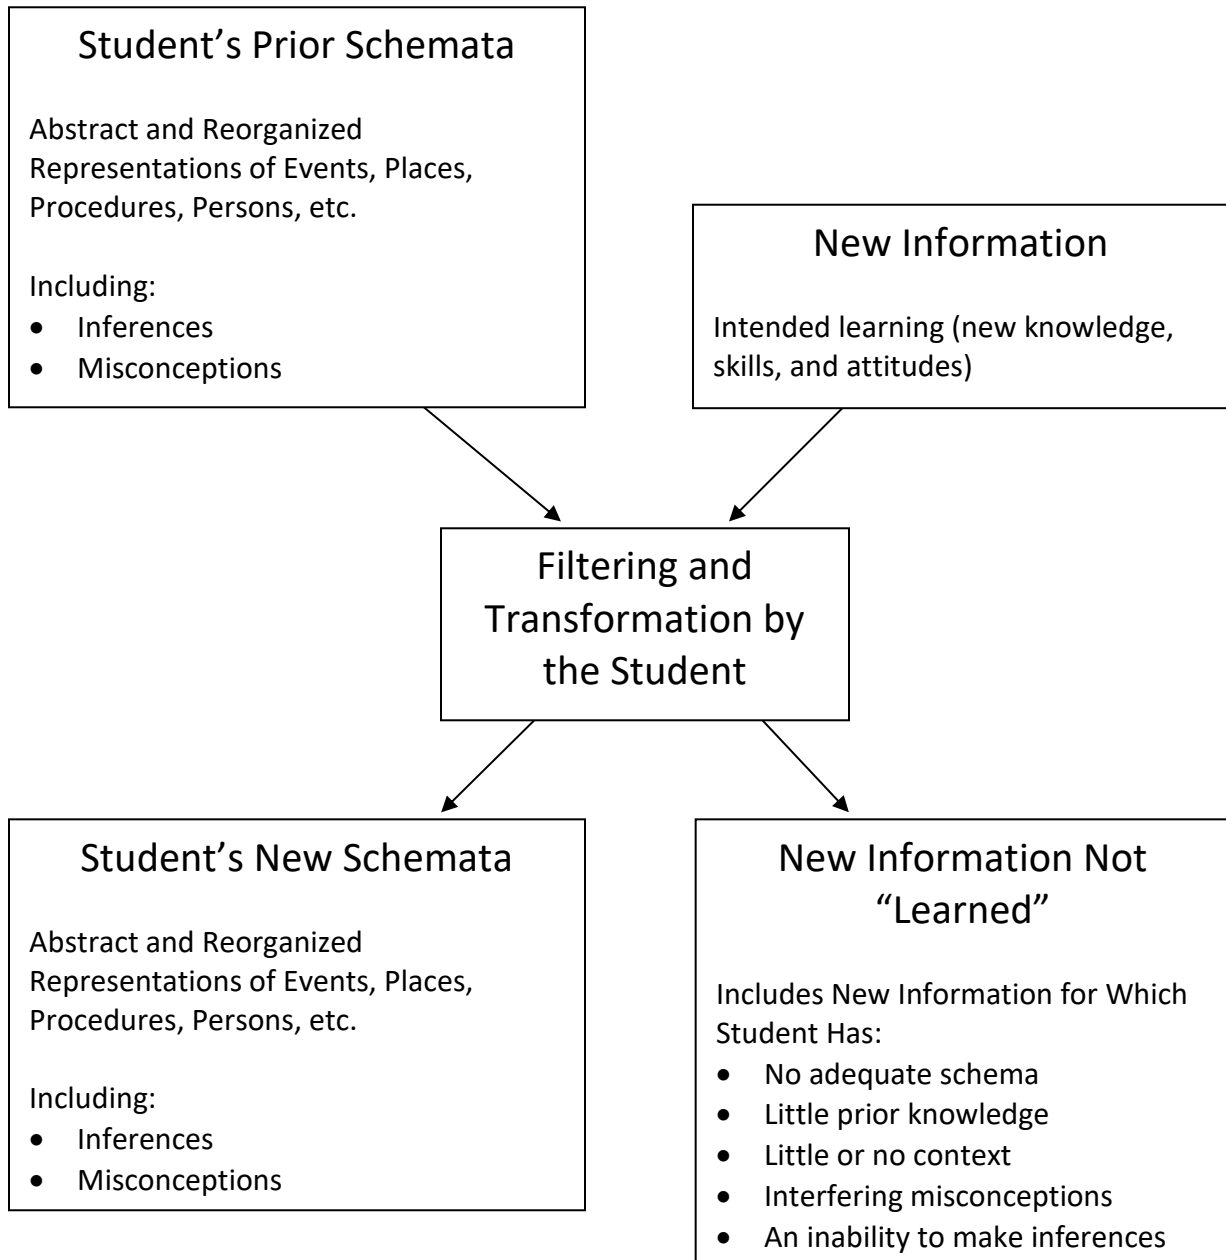 Student’s Prior Schemata
Abstract and Reorganized
Representations of Events, Places,
Procedures, Persons, etc.
Including:
• Inferences
• Misconceptions
New Information
Intended learning (new knowledge,
skills, and attitudes)
Filtering and
Transformation by
the Student
Student’s New Schemata
Abstract and Reorganized
Representations of Events, Places,
Procedures, Persons, etc.
Including:
• Inferences
• Misconceptions
New Information Not
“Learned”
Includes New Information for Which
Student Has:
• No adequate schema
• Little prior knowledge
• Little or no context
• Interfering misconceptions
• An inability to make inferences